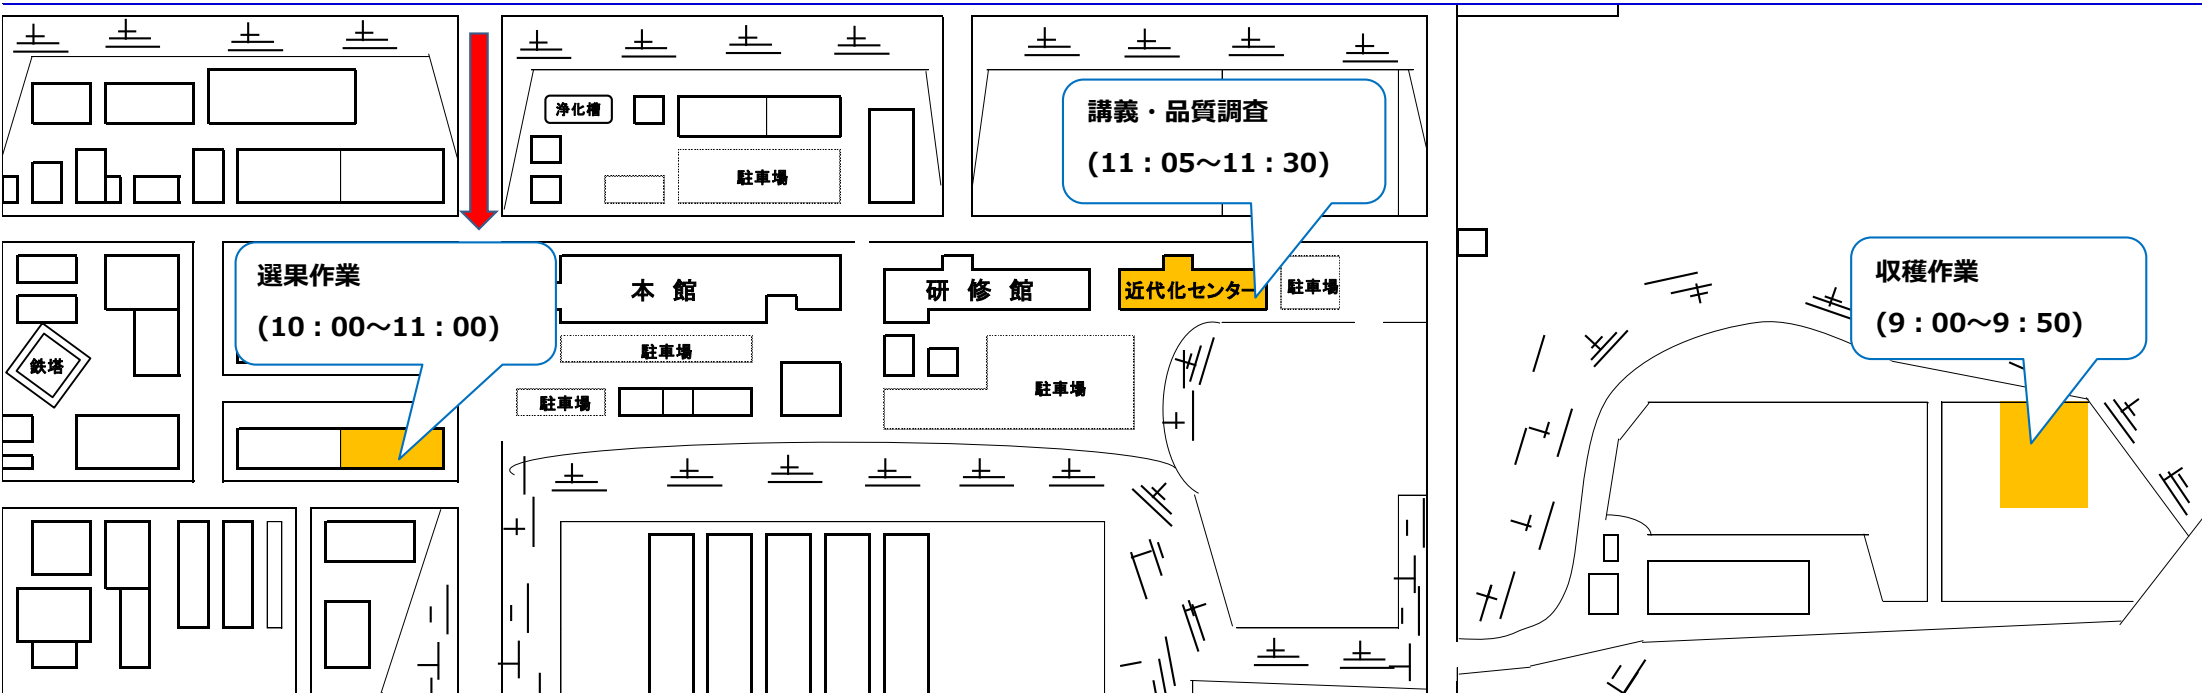 浄化槽
駐車場
講義・品質調査
(11：05～11：30)
選果作業
(10：00～11：00)
本 館
研 修 館
近代化センター
駐車場
収穫作業
(9：00～9：50)
鉄塔
駐車場
駐車場
駐車場